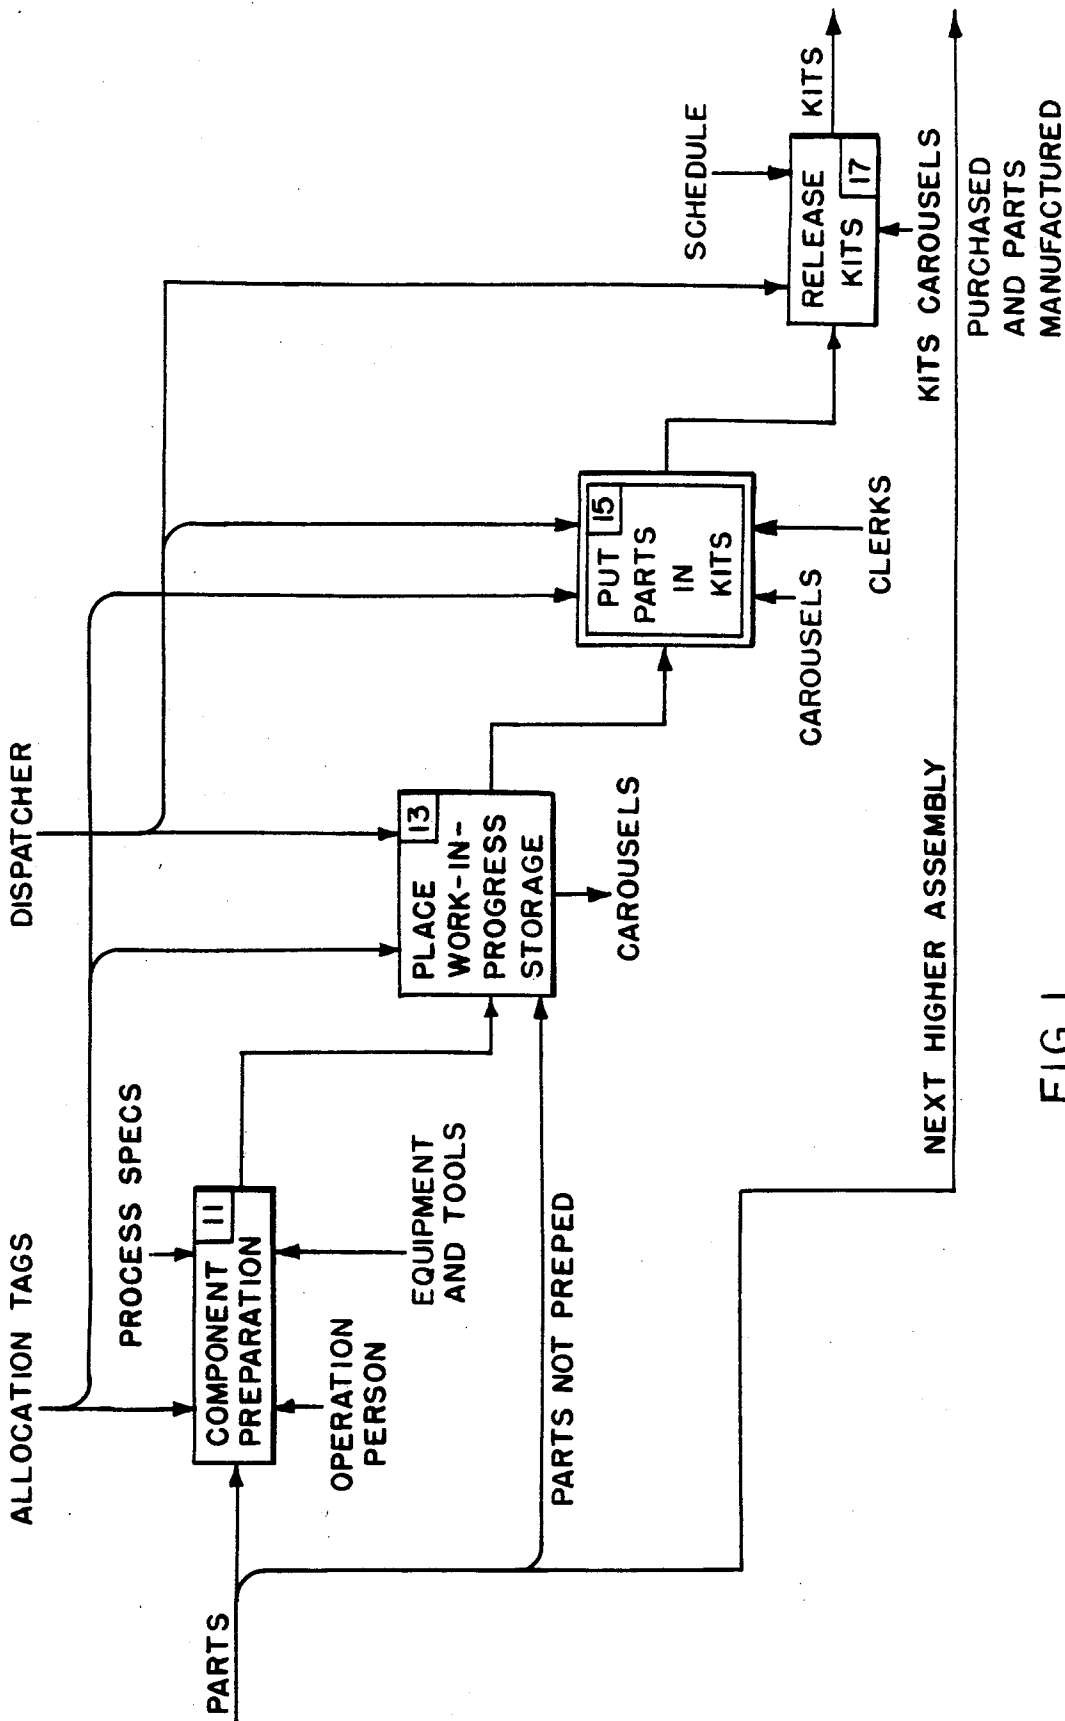 ALLOCATION TAGS
DISPATCHER
PROCESS SPECS
PARTS
COMPONENT
PREPARATION
11
OPERATION
PERSON
EQUIPMENT
AND TOOLS
PLACE
WORK-IN-
PROGRESS
STORAGE
13
CAROUSELS
PARTS NOT PREPED
PUT
PARTS
IN
KITS
15
CAROUSELS
CLERKS
SCHEDULE
RELEASE
KITS
17
KITS
KITS CAROUSELS
NEXT HIGHER ASSEMBLY
PURCHASED
AND PARTS
MANUFACTURED
FIG. 1